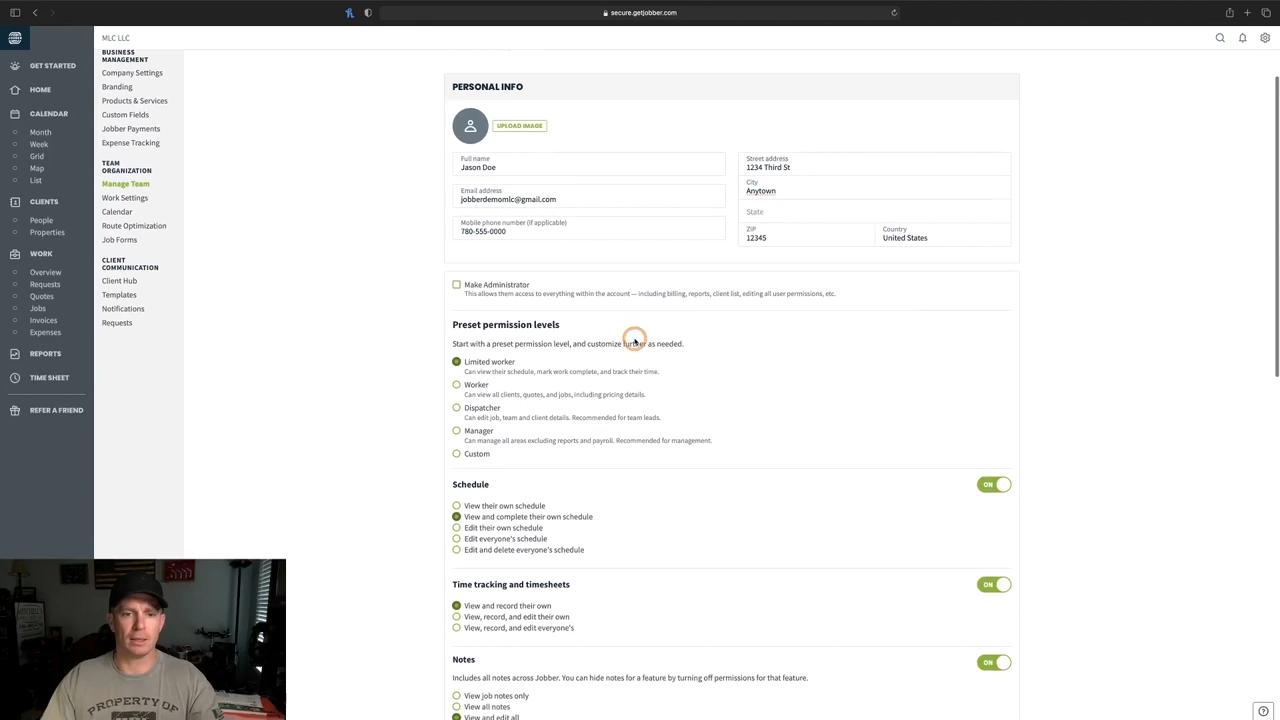 secure.getjobber.com
MLC LLC
GET STARTED
HOME
CALENDAR
Month
Week
Grid
Map
List
CLIENTS
People
Properties
WORK
Overview
Requests
Quotes
Jobs
Invoices
Expenses
REPORTS
TIME SHEET
REFER A FRIEND
BUSINESS
MANAGEMENT
Company Settings
Branding
Products & Services
Custom Fields
Jobber Payments
Expense Tracking
TEAM
ORGANIZATION
Manage Team
Work Settings
Calendar
Route Optimization
Job Forms
CLIENT
COMMUNICATION
Client Hub
Templates
Notifications
Requests
PERSONAL INFO
UPLOAD IMAGE
Full name
Jason Doe
Email address
jobberdemomlc@gmail.com
Mobile phone number (if applicable)
780-555-0000
Street address
1234 Third St
City
Anytown
State
ZIP
12345
Country
United States
Make Administrator
This allows them access to everything within the account — including billing, reports, client list, editing all user permissions, etc.
Preset permission levels
Start with a preset permission level, and customize further as needed.
Limited worker
Can view their schedule, mark work complete, and track their time.
Worker
Can view all clients, quotes, and jobs, including pricing details.
Dispatcher
Can edit job, team and client details. Recommended for team leads.
Manager
Can manage all areas excluding reports and payroll. Recommended for management.
Custom
Schedule
ON
View their own schedule
View and complete their own schedule
Edit their own schedule
Edit everyone's schedule
Edit and delete everyone's schedule
Time tracking and timesheets
ON
View and record their own
View, record, and edit their own
View, record, and edit everyone's
Notes
ON
Includes all notes across Jobber. You can hide notes for a feature by turning off permissions for that feature.
View job notes only
View all notes
View and edit all
PROPERTY OF